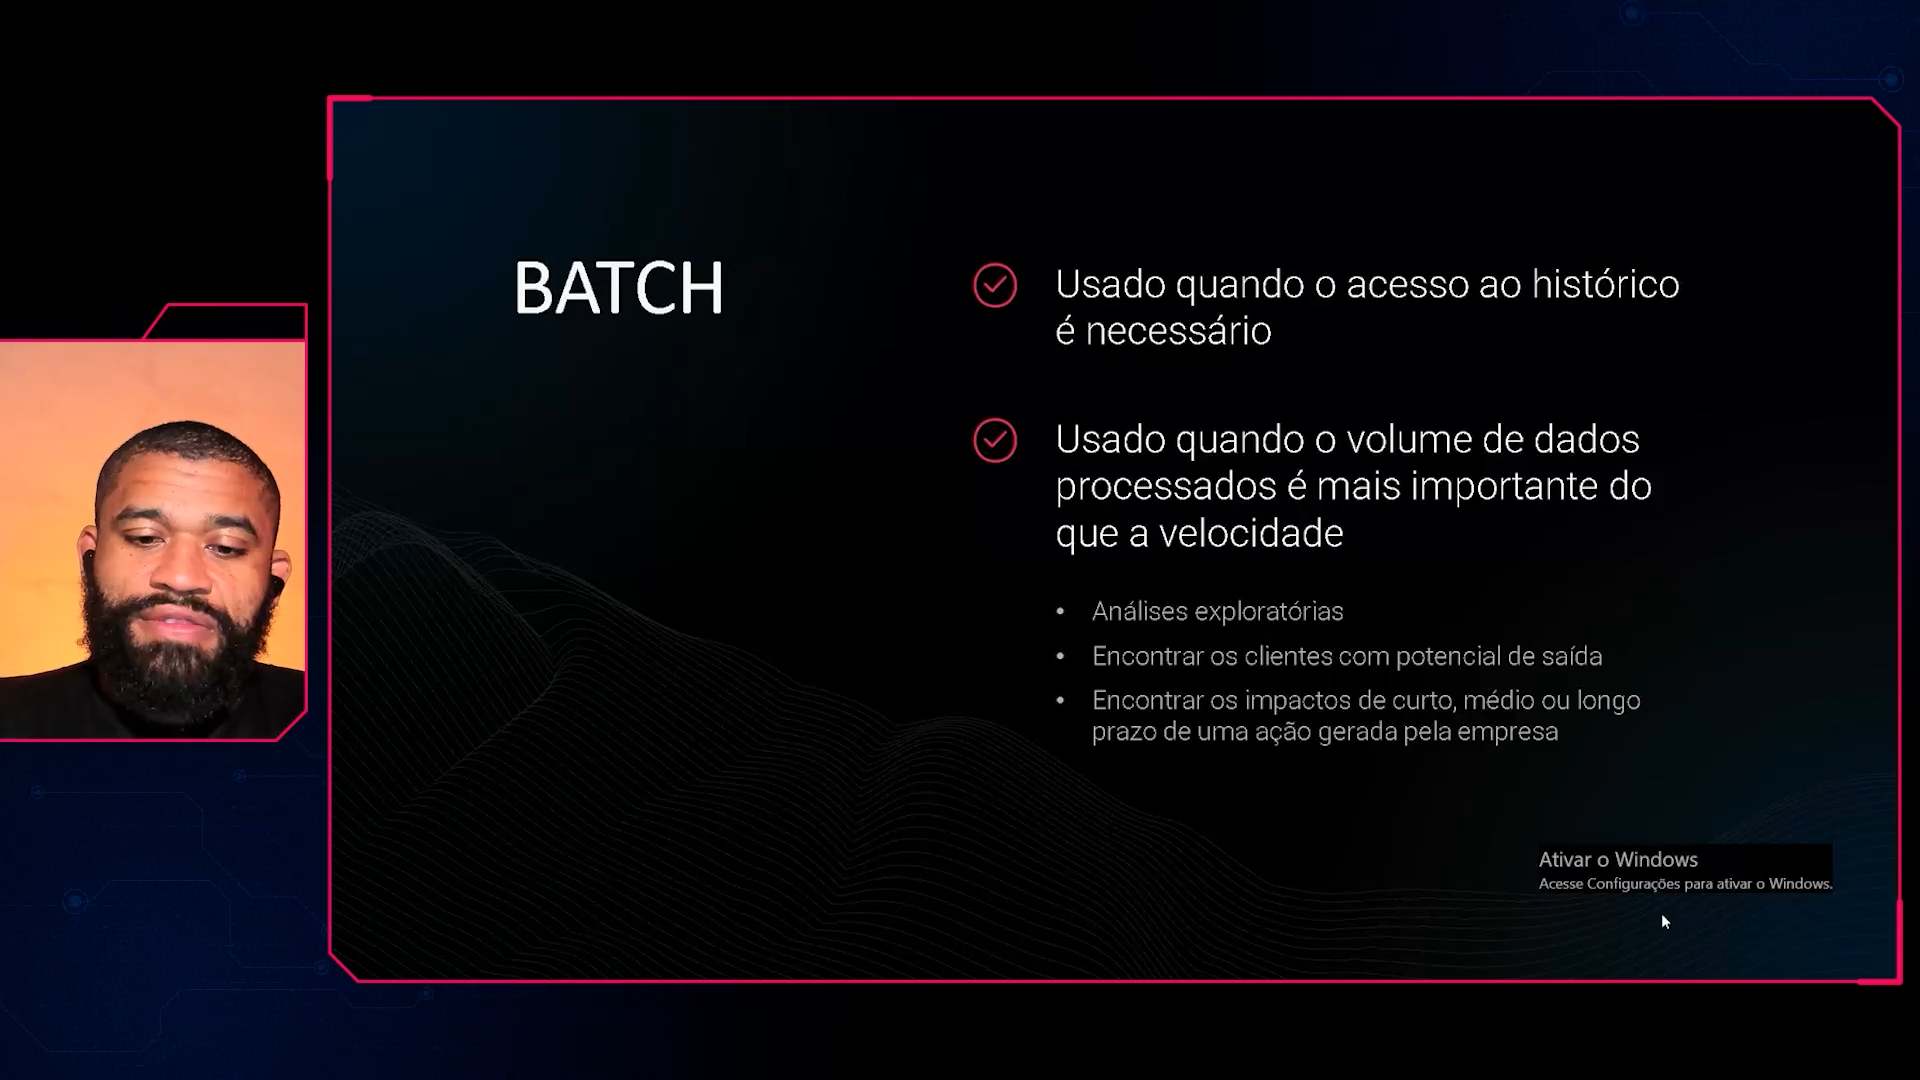 BATCH
Usado quando o acesso ao histórico
é necessário
Usado quando o volume de dados
processados é mais importante do
que a velocidade
• Análises exploratórias
• Encontrar os clientes com potencial de saída
• Encontrar os impactos de curto, médio ou longo
prazo de uma ação gerada pela empresa
Ativar o Windows
Acesse Configurações para ativar o Windows.